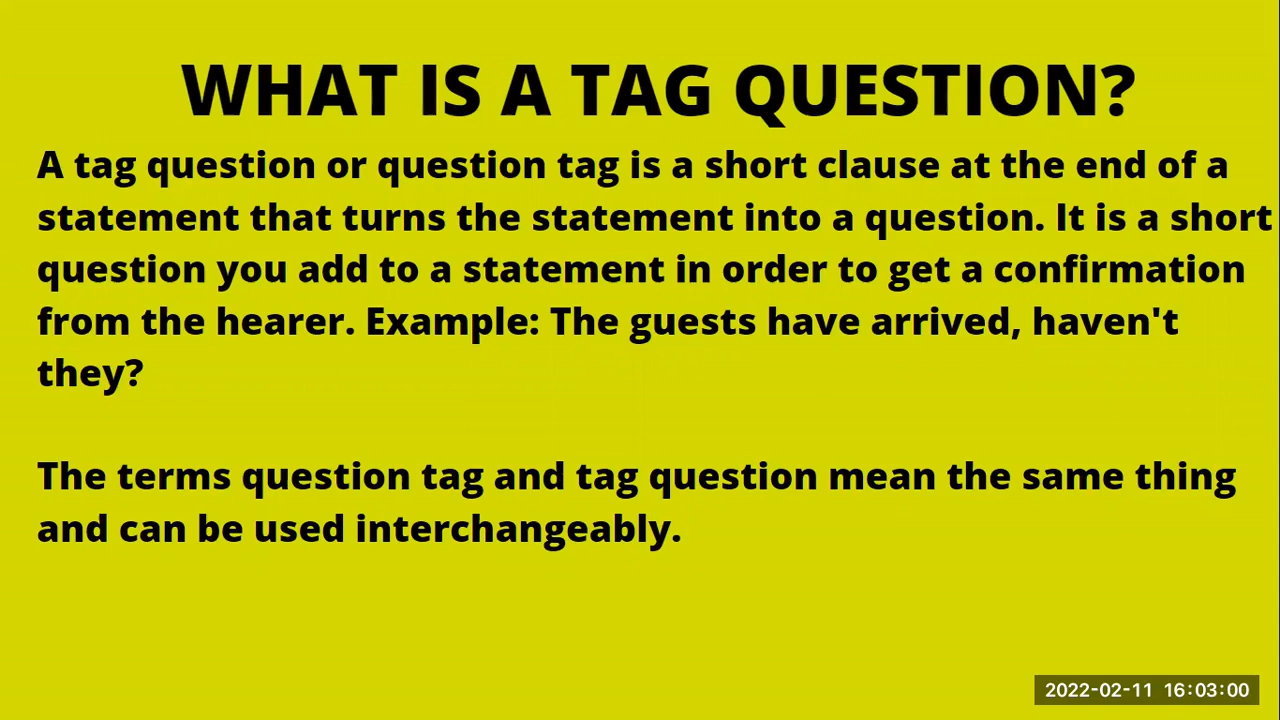 WHAT IS A TAG QUESTION?
A tag question or question tag is a short clause at the end of a
statement that turns the statement into a question. It is a short
question you add to a statement in order to get a confirmation
from the hearer. Example: The guests have arrived, haven't
they?
The terms question tag and tag question mean the same thing
and can be used interchangeably.
2022-02-11 16:03:00